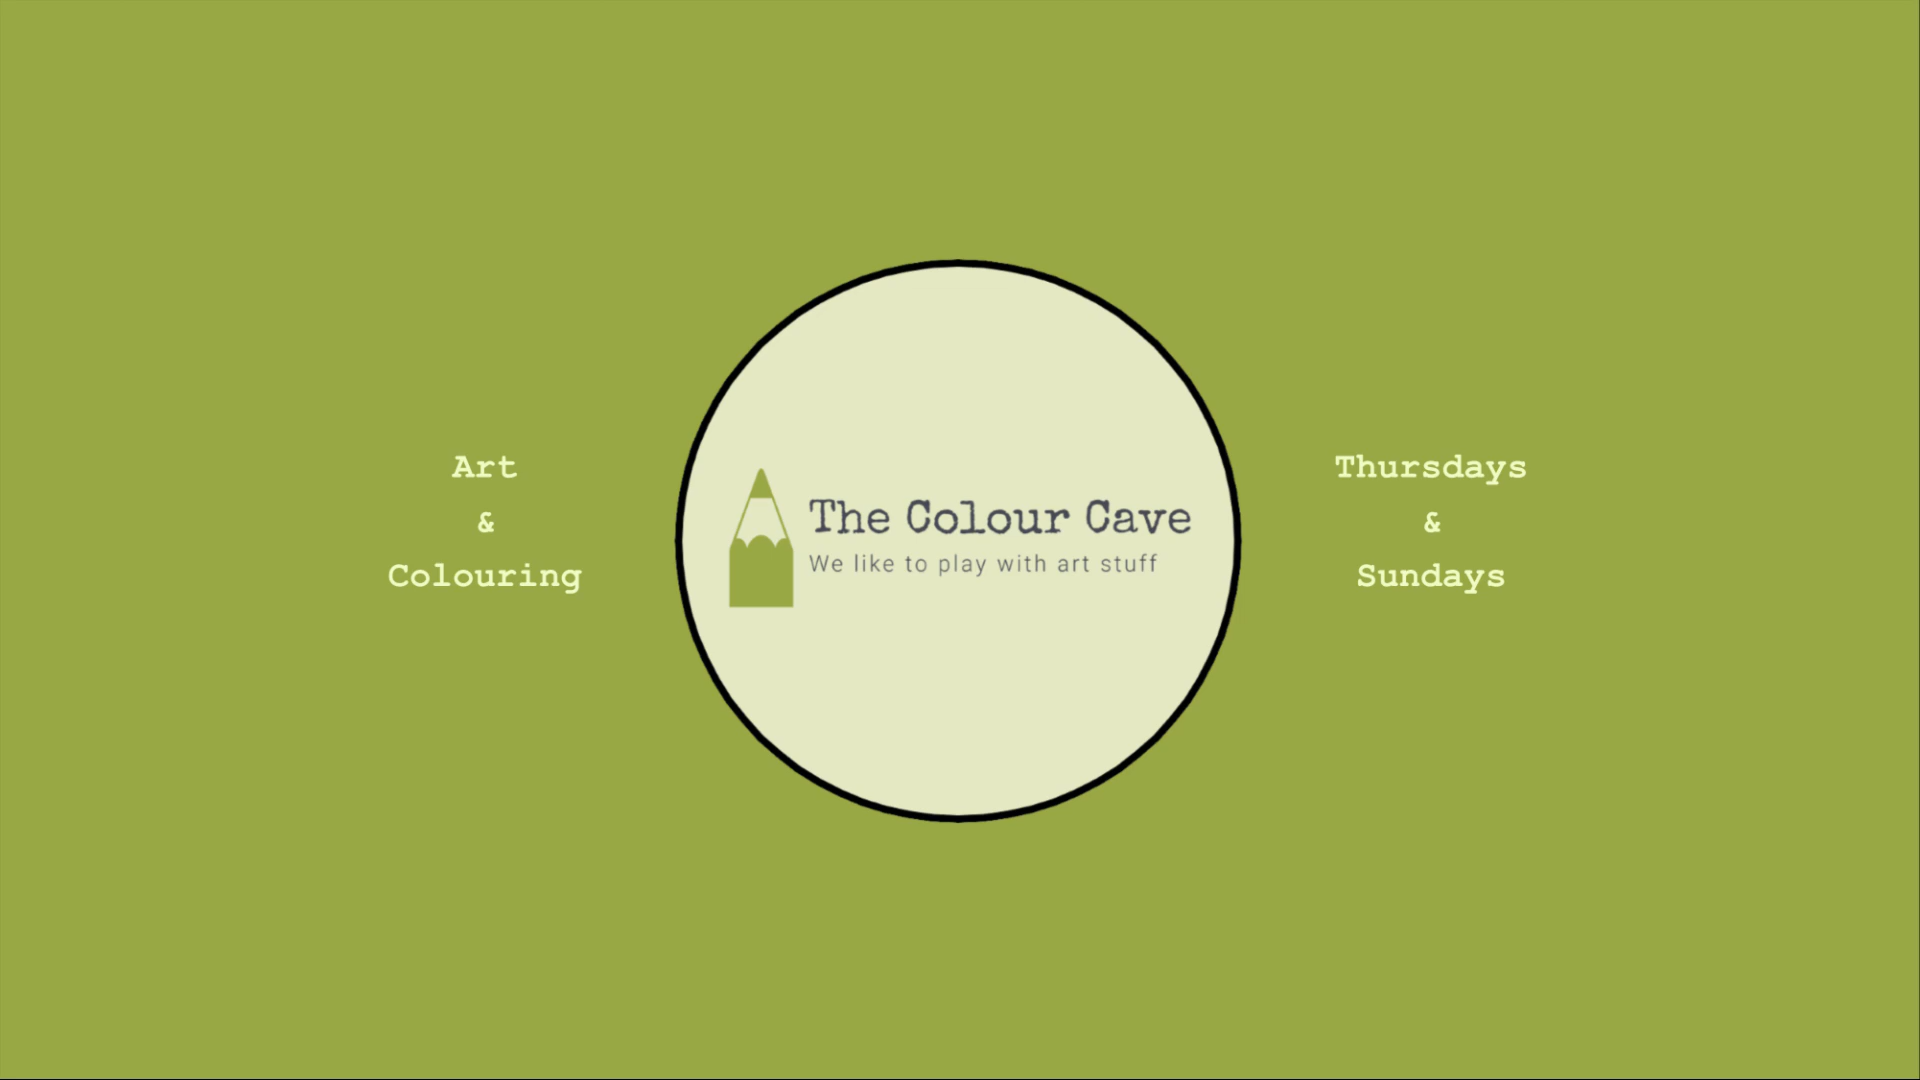 Art
&
Colouring
The Colour Cave
We like to play with art stuff
Thursdays
&
Sundays